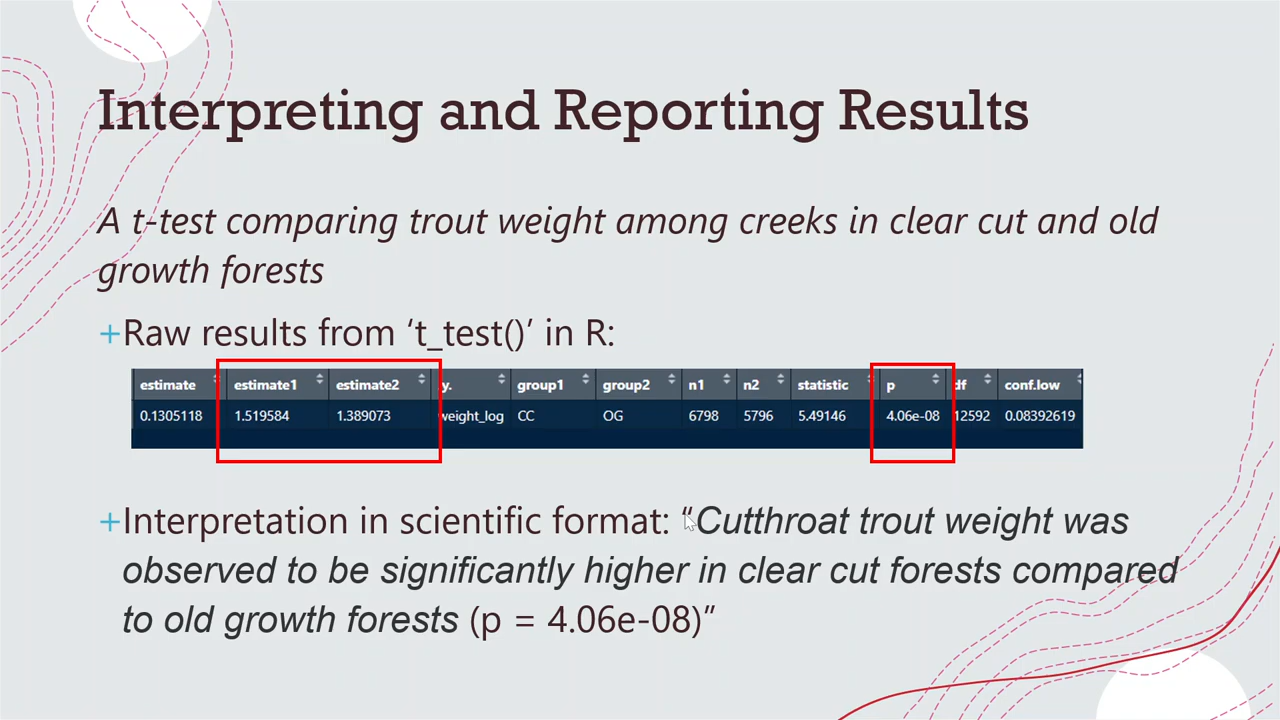 Interpreting and Reporting Results
A t-test comparing trout weight among creeks in clear cut and old
growth forests
+Raw results from ‘t_test()’ in R:
estimate estimate1 estimate2 .y. group1 group2 n1 n2 statistic p df conf.low
0.1305118 1.519584 1.389073 weight_log CC OG 6798 5796 5.49146 4.06e-08 12592 0.08392619
+Interpretation in scientific format: “Cutthroat trout weight was
observed to be significantly higher in clear cut forests compared
to old growth forests (p = 4.06e-08)”